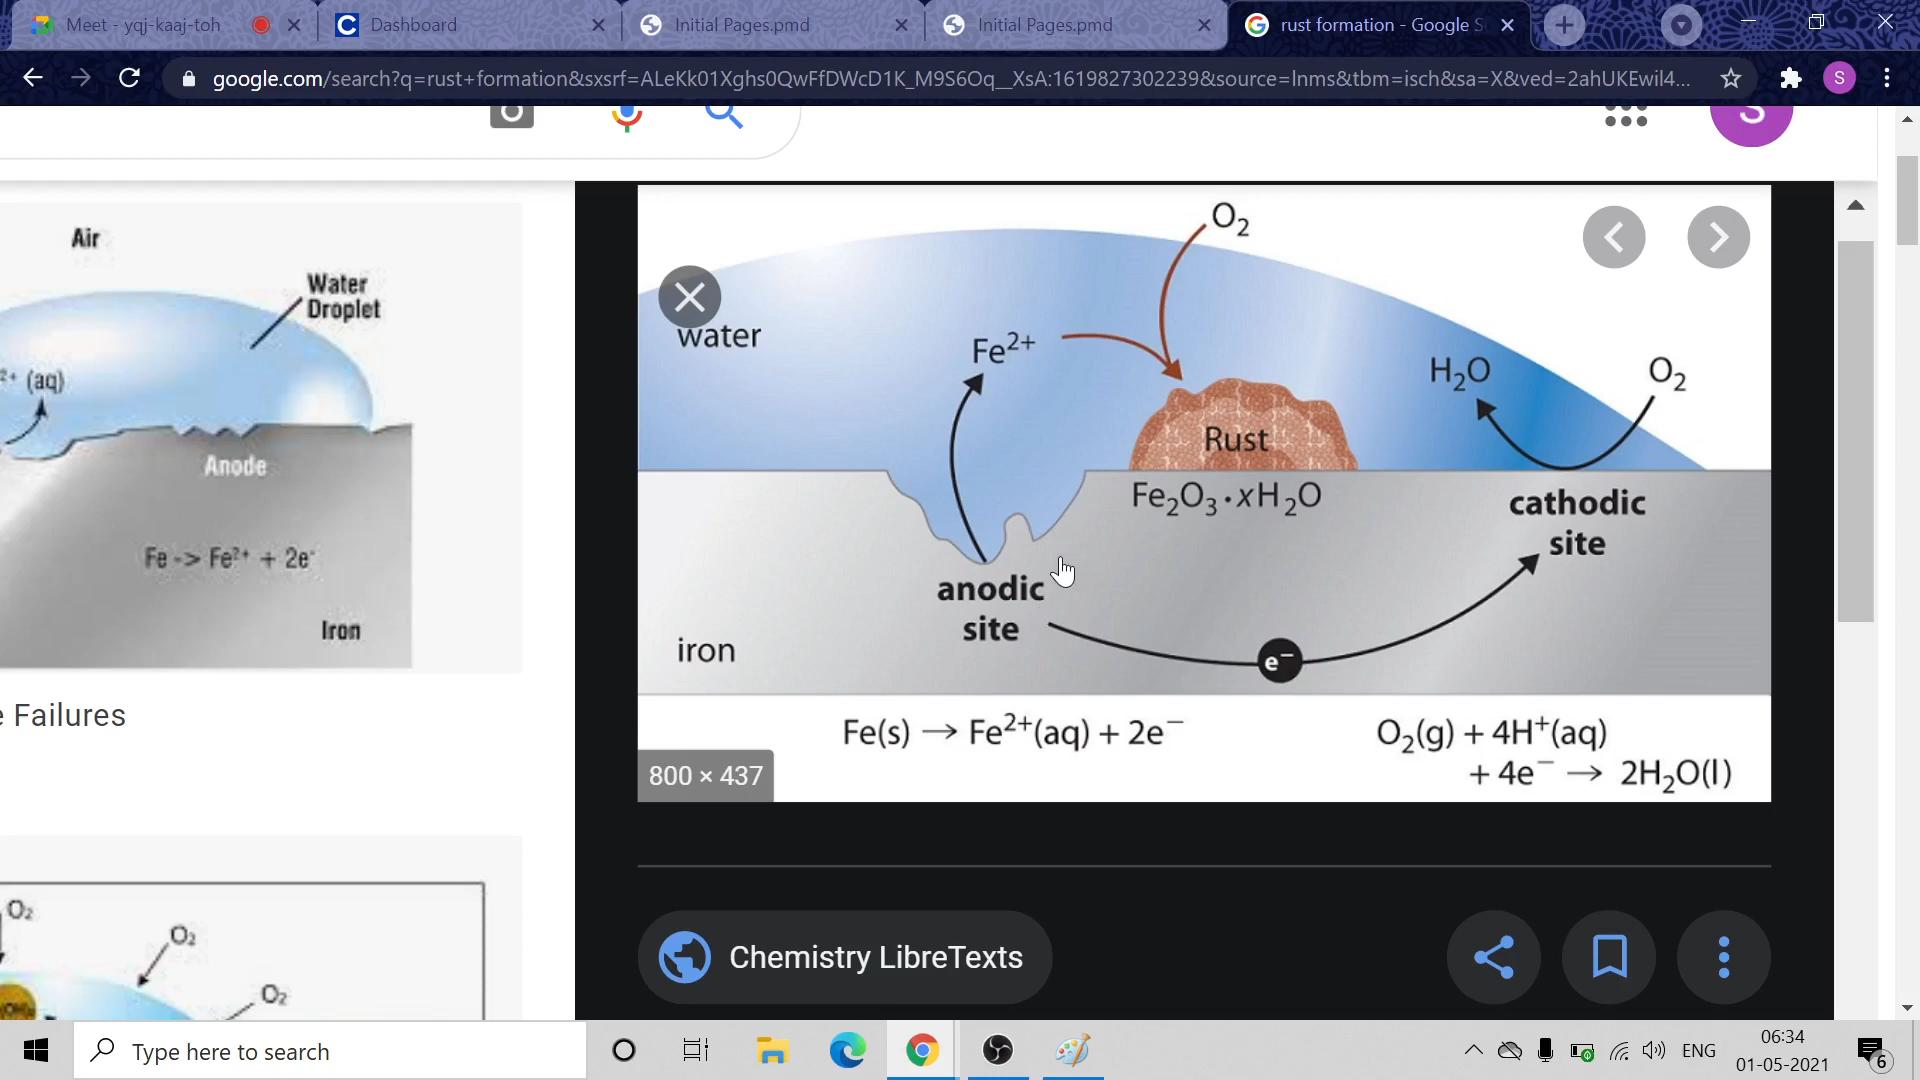 Meet - yqj-kaaj-toh
Dashboard
Initial Pages.pmd
Initial Pages.pmd
rust formation - Google S
google.com/search?q=rust+formation&sxsrf=ALeKk01Xghs0QwFfDWcD1K_M9S6Oq__XsA:1619827302239&source=lnms&tbm=isch&sa=X&ved=2ahUKEwil4...
S
S
Air
Water
Droplet
2+ (aq)
Anode
Fe -> Fe²⁺ + 2e⁻
Iron
e Failures
O₂
O₂
O₂
O₂
water
Fe²⁺
H₂O
O₂
Rust
Fe₂O₃·xH₂O
cathodic
site
anodic
site
iron
e⁻
Fe(s) → Fe²⁺(aq) + 2e⁻
O₂(g) + 4H⁺(aq)
+ 4e⁻ → 2H₂O(l)
800 × 437
Chemistry LibreTexts
Type here to search
ENG
06:34
01-05-2021
6